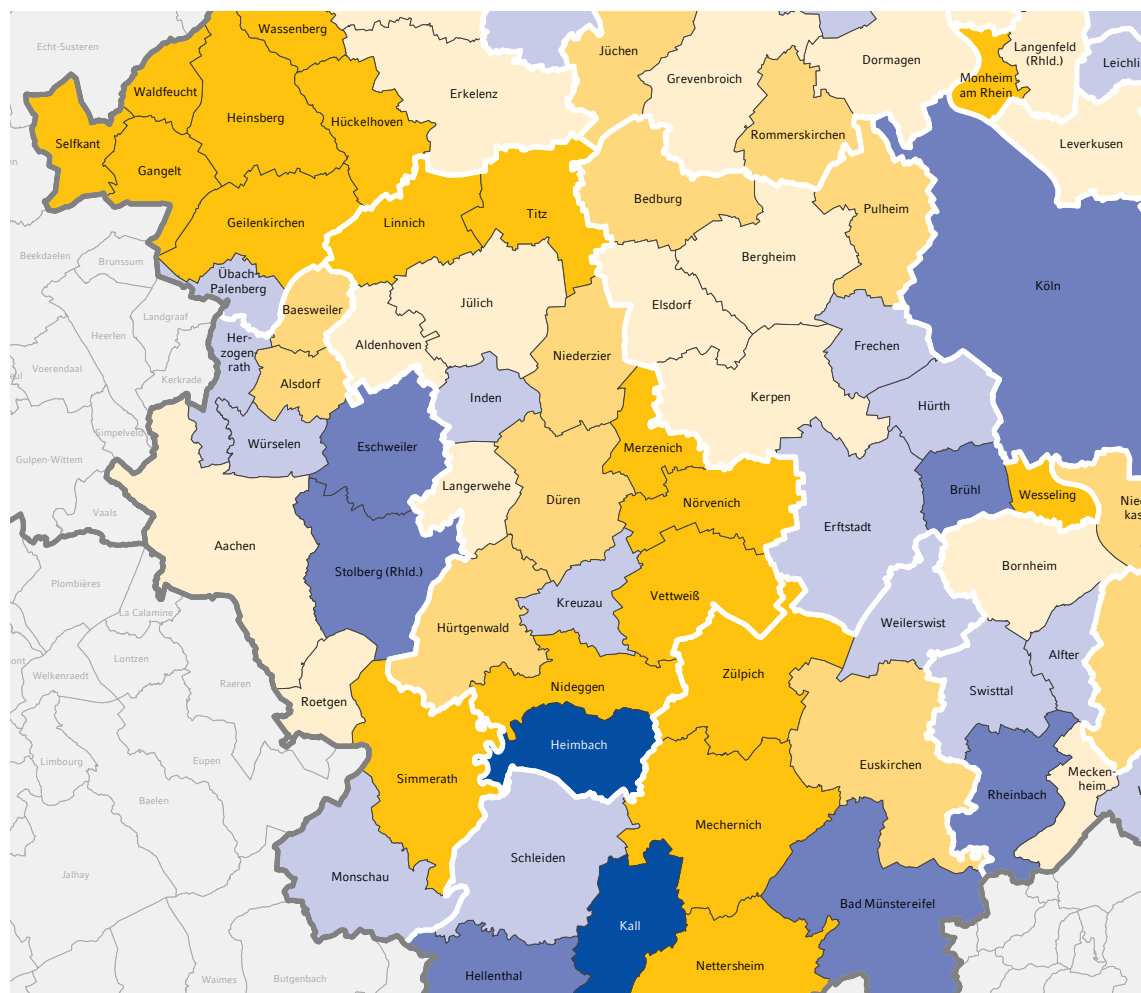 Wassenberg
Echt-Susteren
Jüchen
Langenfeld
(Rhld.)
Dormagen
Leichli
Grevenbroich
Monheim
am Rhein
Waldfeucht
Erkelenz
Heinsberg
Hückelhoven
Rommerskirchen
Selfkant
Leverkusen
en
Gangelt
Bedburg
Pulheim
Titz
Geilenkirchen
Linnich
Beekdaelen
Brunssum
Bergheim
Übach-
Palenberg
Köln
Jülich
Elsdorf
Baesweiler
Landgraaf
Heerlen
Her-
zogen-
rath
Aldenhoven
Frechen
Niederzier
Voerendaal
eul
Kerkrade
Alsdorf
Inden
Kerpen
Hürth
Simpelveld
Würselen
Eschweiler
Merzenich
Gulpen-Wittem
Langerwehe
Brühl
Wesseling
Düren
Nörvenich
Nie
kas
Vaals
Erftstadt
Aachen
Bornheim
Stolberg (Rhld.)
Plombières
Kreuzau
Vettweiß
La Calamine
Hürtgenwald
Weilerswist
Alfter
ont
Lontzen
Welkenraedt
Zülpich
Raeren
Nideggen
Swisttal
Roetgen
Heimbach
Limbourg
Eupen
Euskirchen
Simmerath
Mecken-
heim
Rheinbach
W
Baelen
Mechernich
Schleiden
Jalhay
Monschau
Bad Münstereifel
Kall
Nettersheim
Hellenthal
Waimes
Butgenbach